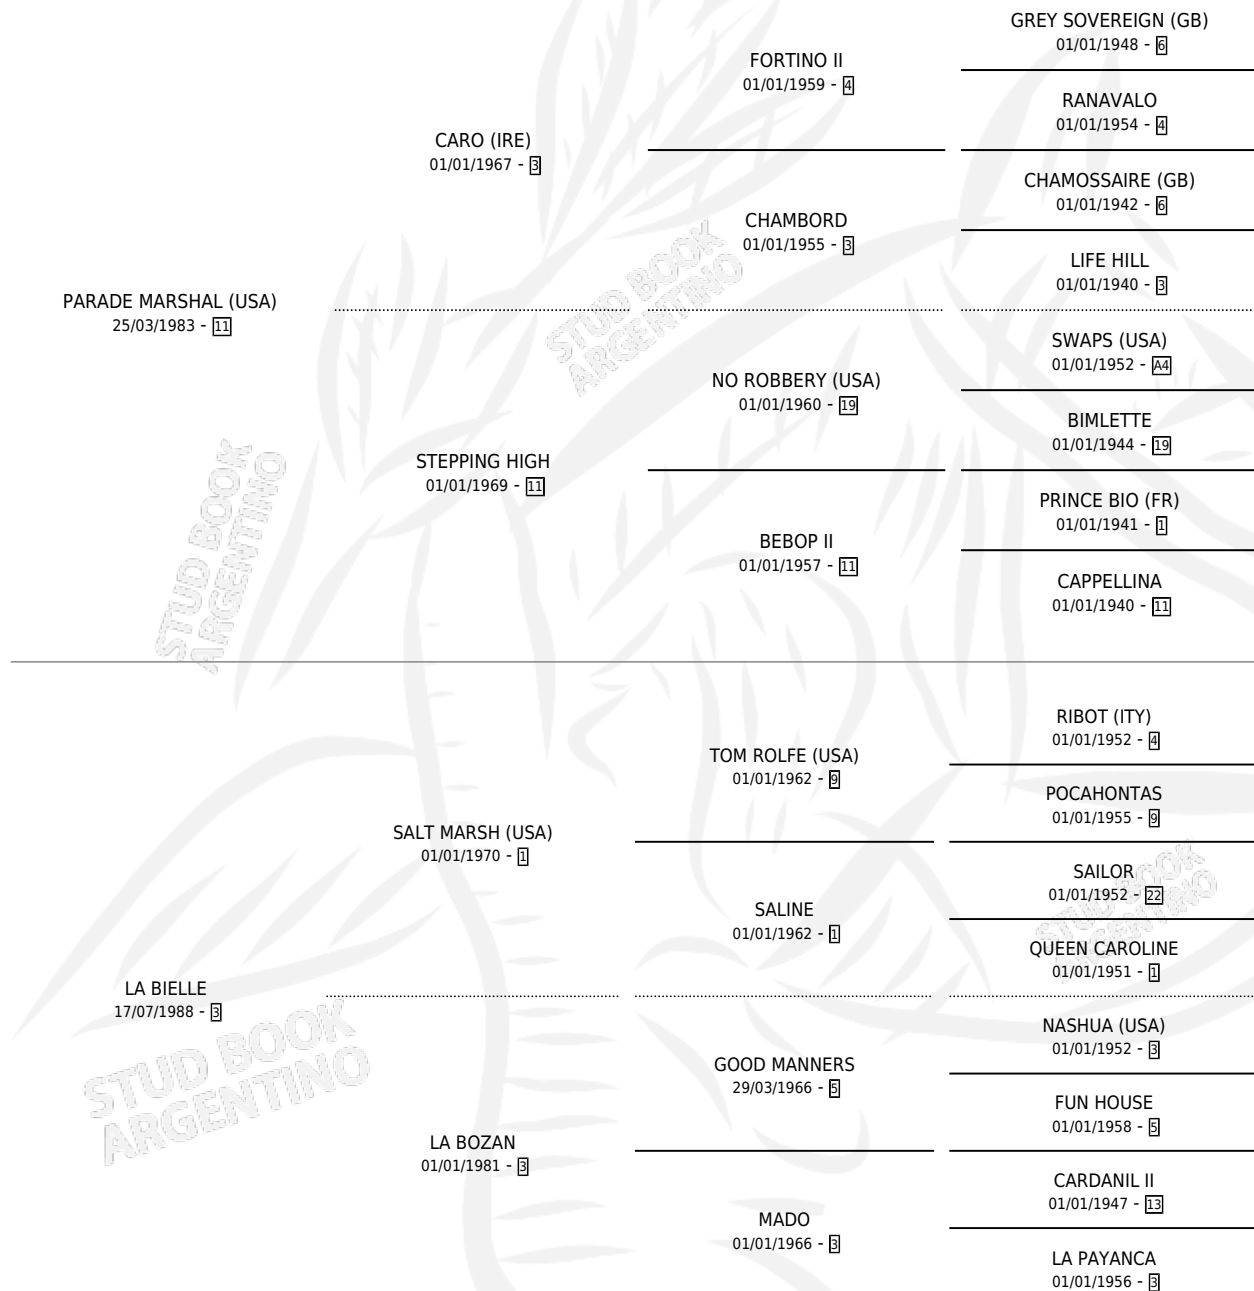 GREY SOVEREIGN (GB)
01/01/1948 - 6
FORTINO II
01/01/1959 - 4
RANAVALO
01/01/1954 - 4
CARO (IRE)
01/01/1967 - 3
CHAMOSSAIRE (GB)
01/01/1942 - 6
CHAMBORD
01/01/1955 - 3
LIFE HILL
01/01/1940 - 3
PARADE MARSHAL (USA)
25/03/1983 - 11
STUD BOOK
ARGENTINO
SWAPS (USA)
01/01/1952 - A4
NO ROBBERY (USA)
01/01/1960 - 19
BIMLETTE
01/01/1944 - 19
STEPPING HIGH
01/01/1969 - 11
PRINCE BIO (FR)
01/01/1941 - 1
BEBOP II
01/01/1957 - 11
CAPPELLINA
01/01/1940 - 11
STUD BOOK
ARGENTINO
RIBOT (ITY)
01/01/1952 - 4
TOM ROLFE (USA)
01/01/1962 - 9
POCAHONTAS
01/01/1955 - 9
SALT MARSH (USA)
01/01/1970 - 1
SAILOR
01/01/1952 - 22
SALINE
01/01/1962 - 1
STUD BOOK
ARGENTINO
QUEEN CAROLINE
01/01/1951 - 1
LA BIELLE
17/07/1988 - 3
STUD BOOK
ARGENTINO
NASHUA (USA)
01/01/1952 - 3
GOOD MANNERS
29/03/1966 - 5
FUN HOUSE
01/01/1958 - 5
LA BOZAN
01/01/1981 - 3
CARDANIL II
01/01/1947 - 13
MADO
01/01/1966 - 3
LA PAYANCA
01/01/1956 - 3